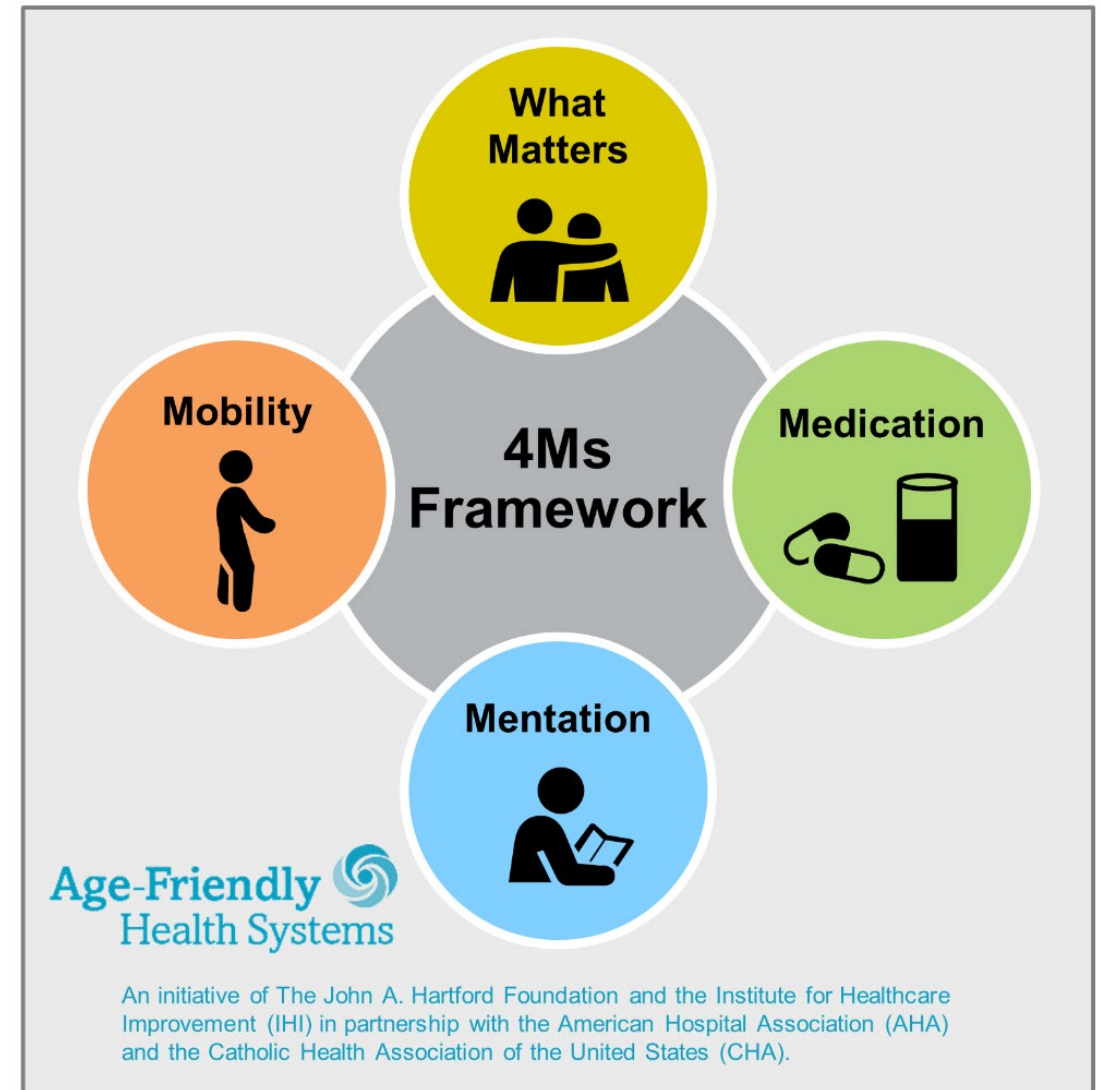 What
Matters
Mobility
4Ms
Framework
Medication
Mentation
Age-Friendly
Health Systems
An initiative of The John A. Hartford Foundation and the Institute for Healthcare
Improvement (IHI) in partnership with the American Hospital Association (AHA)
and the Catholic Health Association of the United States (CHA).